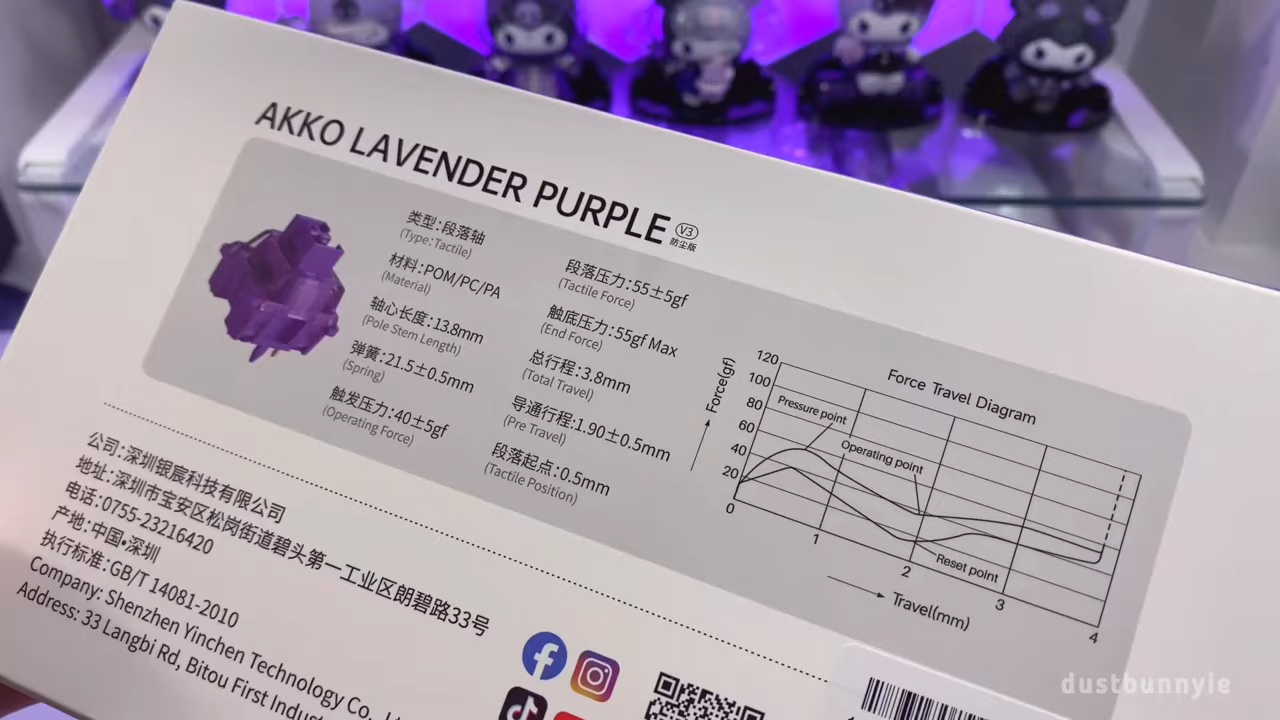 AKKO LAVENDER PURPLE V3
防尘版
类型:段落轴
(Type:Tactile)
材料:POM/PC/PA
(Material)
轴心长度:13.8mm
(Pole Stem Length)
弹簧:21.5±0.5mm
(Spring)
触发压力:40±5gf
(Operating Force)
段落压力:55±5gf
(Tactile Force)
触底压力:55gf Max
(End Force)
总行程:3.8mm
(Total Travel)
导通行程:1.90±0.5mm
(Pre Travel)
段落起点:0.5mm
(Tactile Position)
Force Travel Diagram
Force(gf)
120
100
80
60
40
20
0
1
2
3
4
Pressure point
Operating point
Reset point
Travel(mm)
公司:深圳银宸科技有限公司
地址:深圳市宝安区松岗街道碧头第一工业区朗碧路33号
电话:0755-23216420
产地:中国•深圳
执行标准:GB/T 14081-2010
Company: Shenzhen Yinchen Technology Co.,
Address: 33 Langbi Rd, Bitou First
dustbunnyie